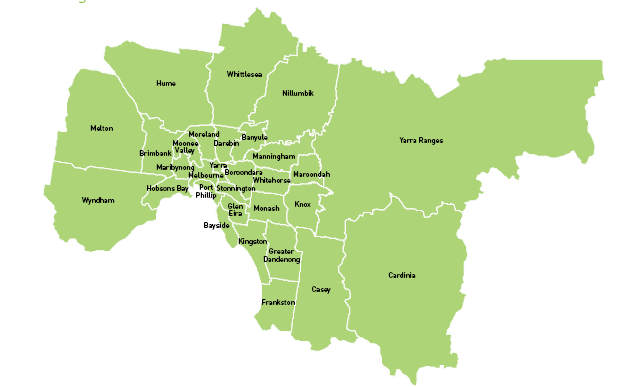 Whittlesea
Hume
Nillumbik
Melton
Moreland
Banyule
Yarra Ranges
Moonee
Valley
Darebin
Brimbank
Manningham
Maribyrnong
Yarra
Boroondara
Maroondah
Melbourne
Whitehorse
Hobsons Bay
Port
Phillip
Stonnington
Wyndham
Knox
Glen
Eira
Monash
Bayside
Kingston
Greater
Dandenong
Cardinia
Casey
Frankston